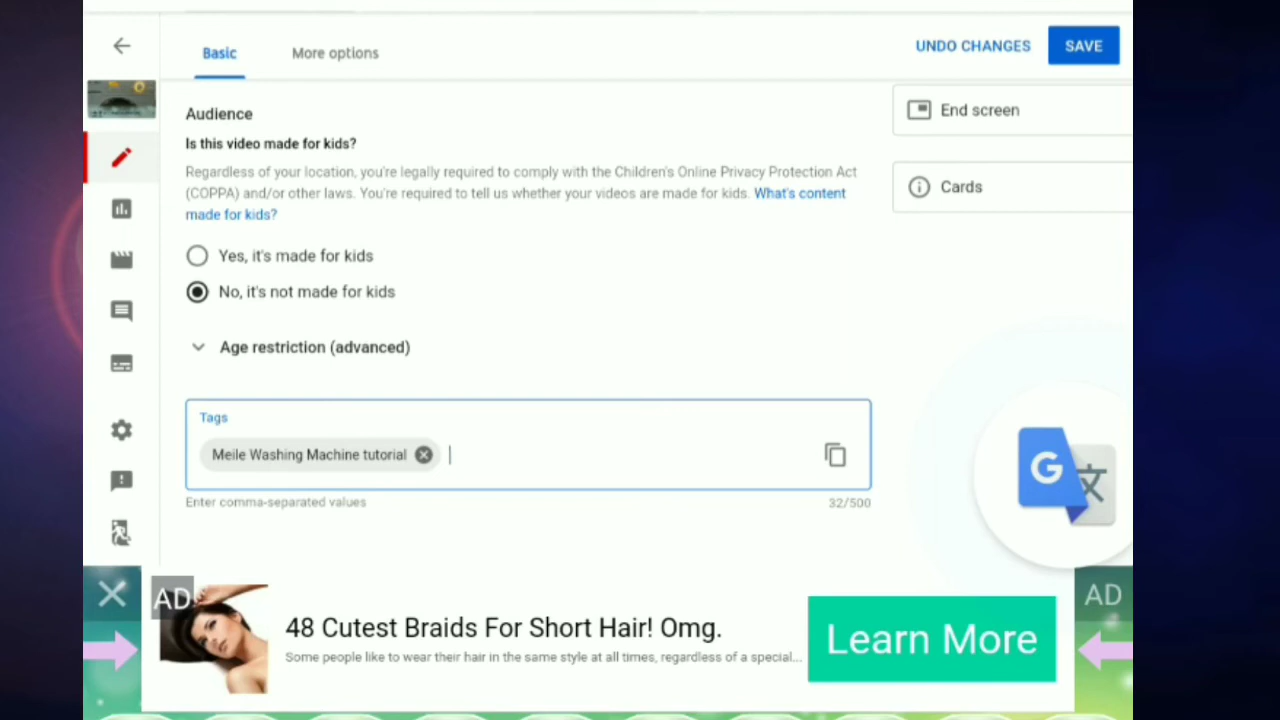 Basic
More options
UNDO CHANGES
SAVE
Audience
Is this video made for kids?
Regardless of your location, you're legally required to comply with the Children's Online Privacy Protection Act
(COPPA) and/or other laws. You're required to tell us whether your videos are made for kids. What's content
made for kids?
Yes, it's made for kids
No, it's not made for kids
Age restriction (advanced)
End screen
Cards
Tags
Meile Washing Machine tutorial
Enter comma-separated values
32/500
G
文
AD
48 Cutest Braids For Short Hair! Omg.
Some people like to wear their hair in the same style at all times, regardless of a special...
Learn More
AD